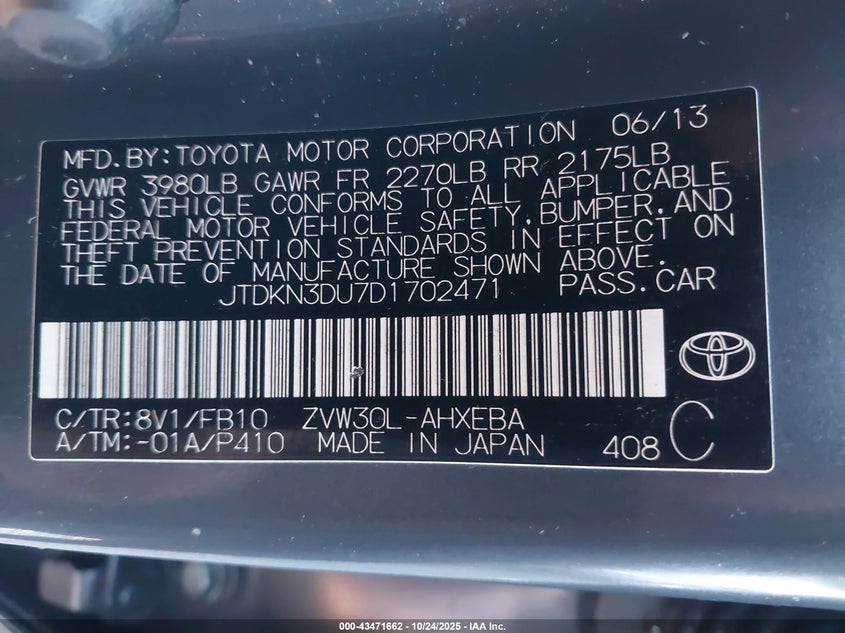 MFD. BY: TOYOTA MOTOR CORPORATION 06/13
GVWR 3980LB GAWR FR 2270LB RR 2175LB
THIS VEHICLE CONFORMS TO ALL APPLICABLE
FEDERAL MOTOR VEHICLE SAFETY, BUMPER, AND
THEFT PREVENTION STANDARDS IN EFFECT ON
THE DATE OF MANUFACTURE SHOWN ABOVE.
JTDKN3DU7D1702471 PASS. CAR
C/TR: 8V1/FB10 ZVW30L-AHXEBA
A/TM: -01A/P410 MADE IN JAPAN 408 C
000-43471662 - 10/24/2025 - IAA Inc.